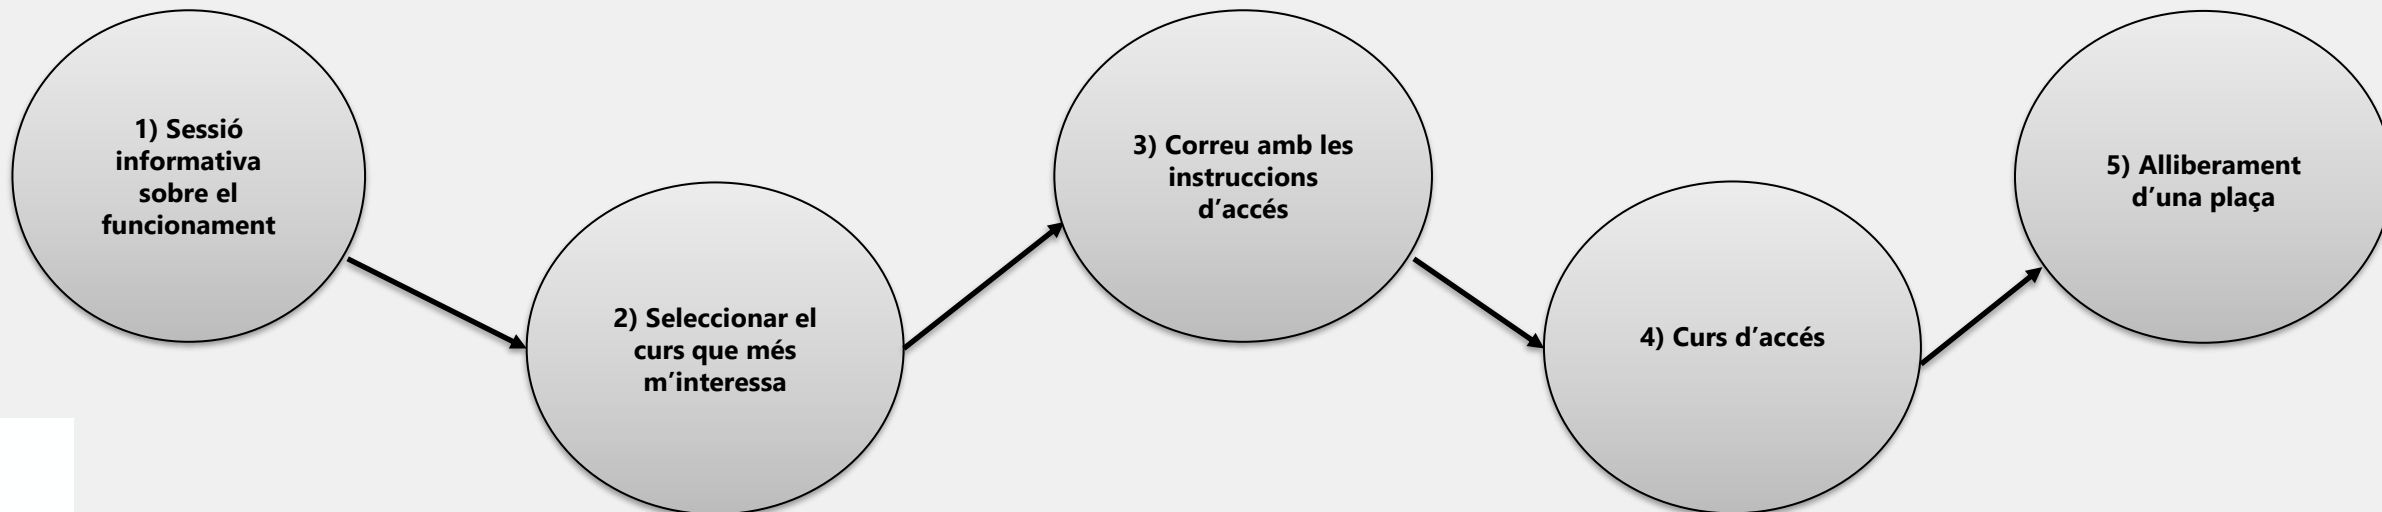 1) Sessió
informativa
sobre el
funcionament
2) Seleccionar el
curs que més
m’interessa
3) Correu amb les
instruccions
d’accés
4) Curs d’accés
5) Alliberament
d’una plaça